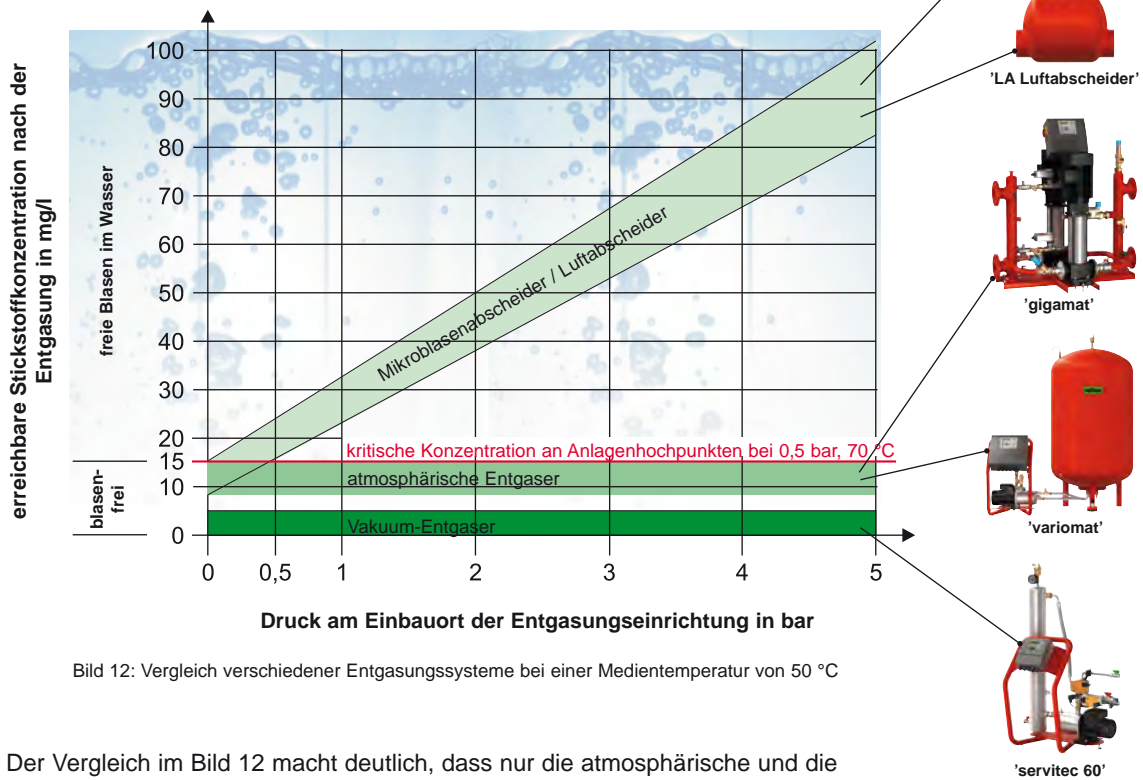 erreichbare Stickstoffkonzentration nach der
Entgasung in mg/l
freie Blasen im Wasser
blasen-
frei
100
90
80
70
60
50
40
30
20
15
10
0
Mikroblasenabscheider / Luftabscheider
kritische Konzentration an Anlagenhochpunkten bei 0,5 bar, 70 °C
atmosphärische Entgaser
Vakuum-Entgaser
0 0,5 1 2 3 4 5
Druck am Einbauort der Entgasungseinrichtung in bar
'LA Luftabscheider'
'gigamat'
'variomat'
'servitec 60'
Bild 12: Vergleich verschiedener Entgasungssysteme bei einer Medientemperatur von 50 °C
Der Vergleich im Bild 12 macht deutlich, dass nur die atmosphärische und die